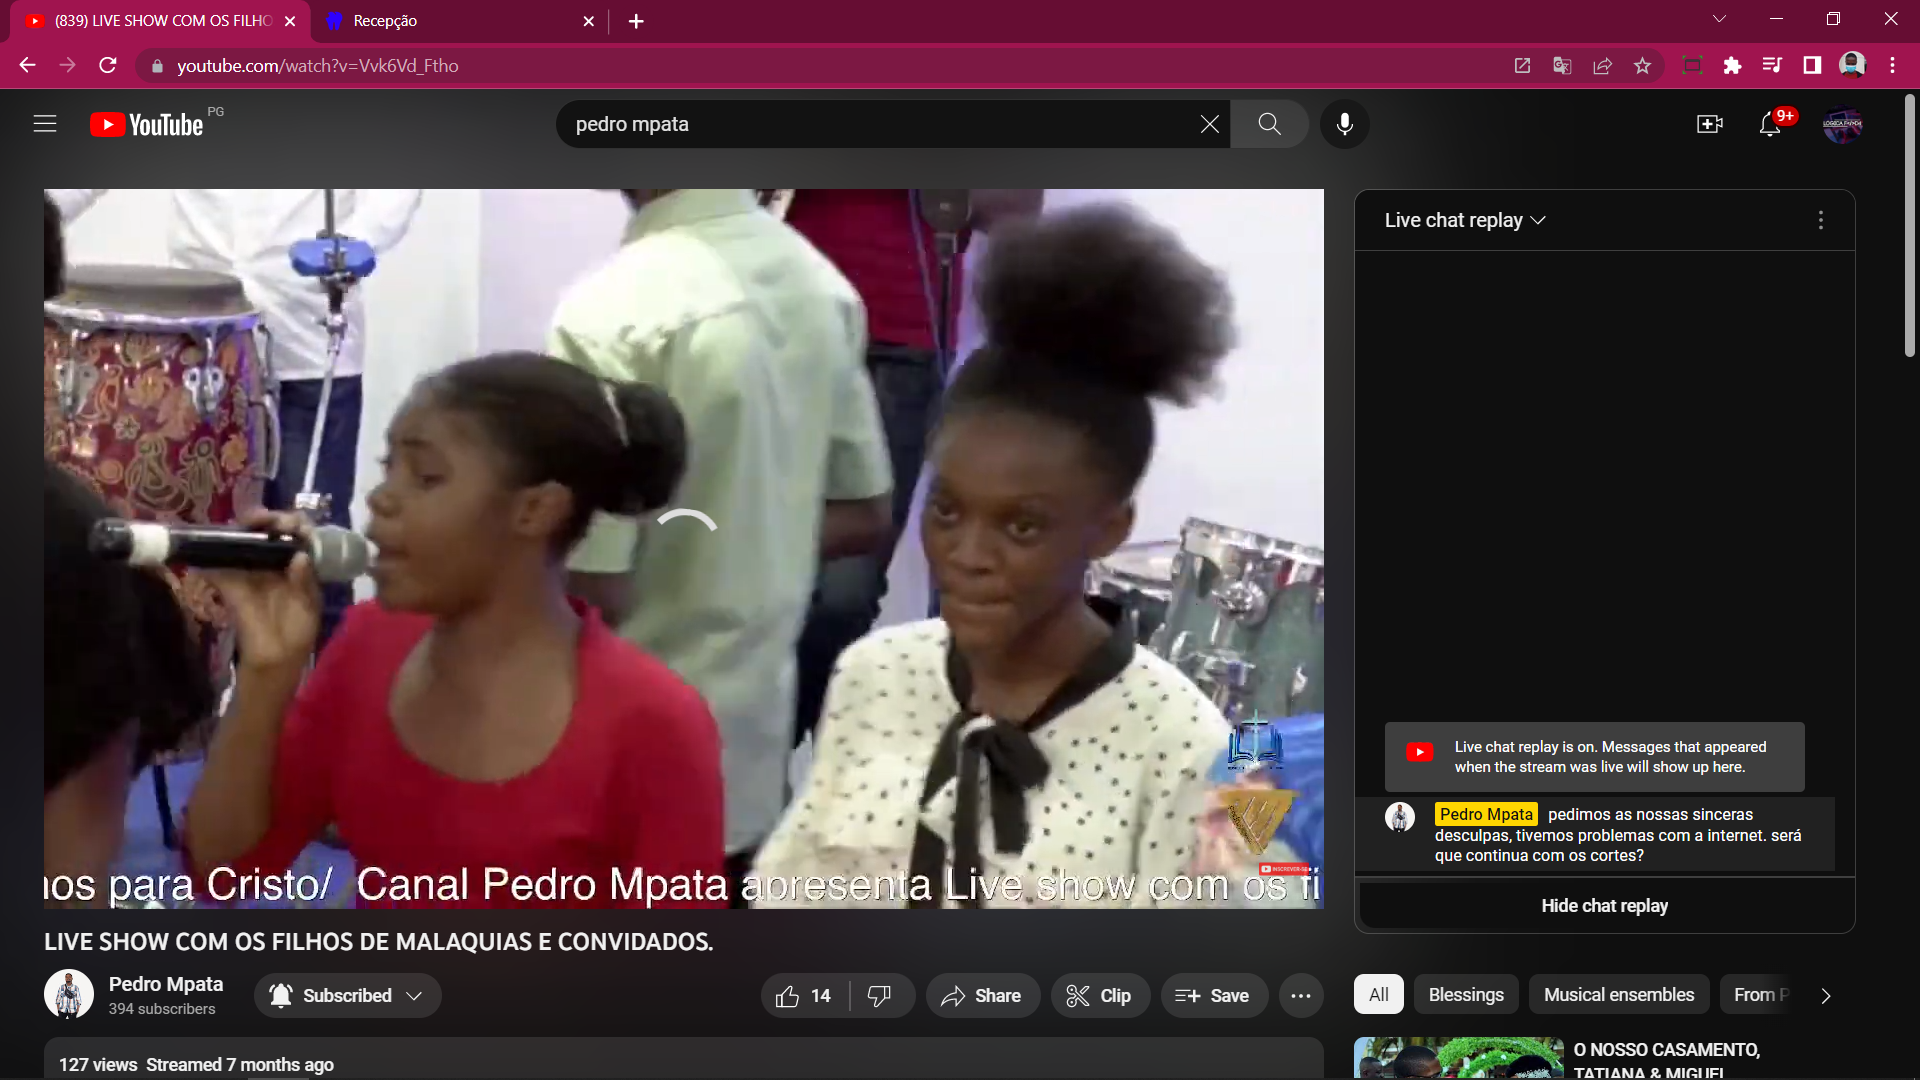 (839) LIVE SHOW COM OS FILHO
Recepção
youtube.com/watch?v=Vvk6Vd_Ftho
YouTube PG
pedro mpata
9+
Live chat replay
Live chat replay is on. Messages that appeared
when the stream was live will show up here.
Pedro Mpata pedimos as nossas sinceras
desculpas, tivemos problemas com a internet. será
que continua com os cortes?
Hide chat replay
nos para Cristo/ Canal Pedro Mpata apresenta Live show com os fi
LIVE SHOW COM OS FILHOS DE MALAQUIAS E CONVIDADOS.
Pedro Mpata
394 subscribers
Subscribed
14
Share
Clip
Save
All
Blessings
Musical ensembles
From P
127 views Streamed 7 months ago
O NOSSO CASAMENTO,
TATIANA & MIGUEL